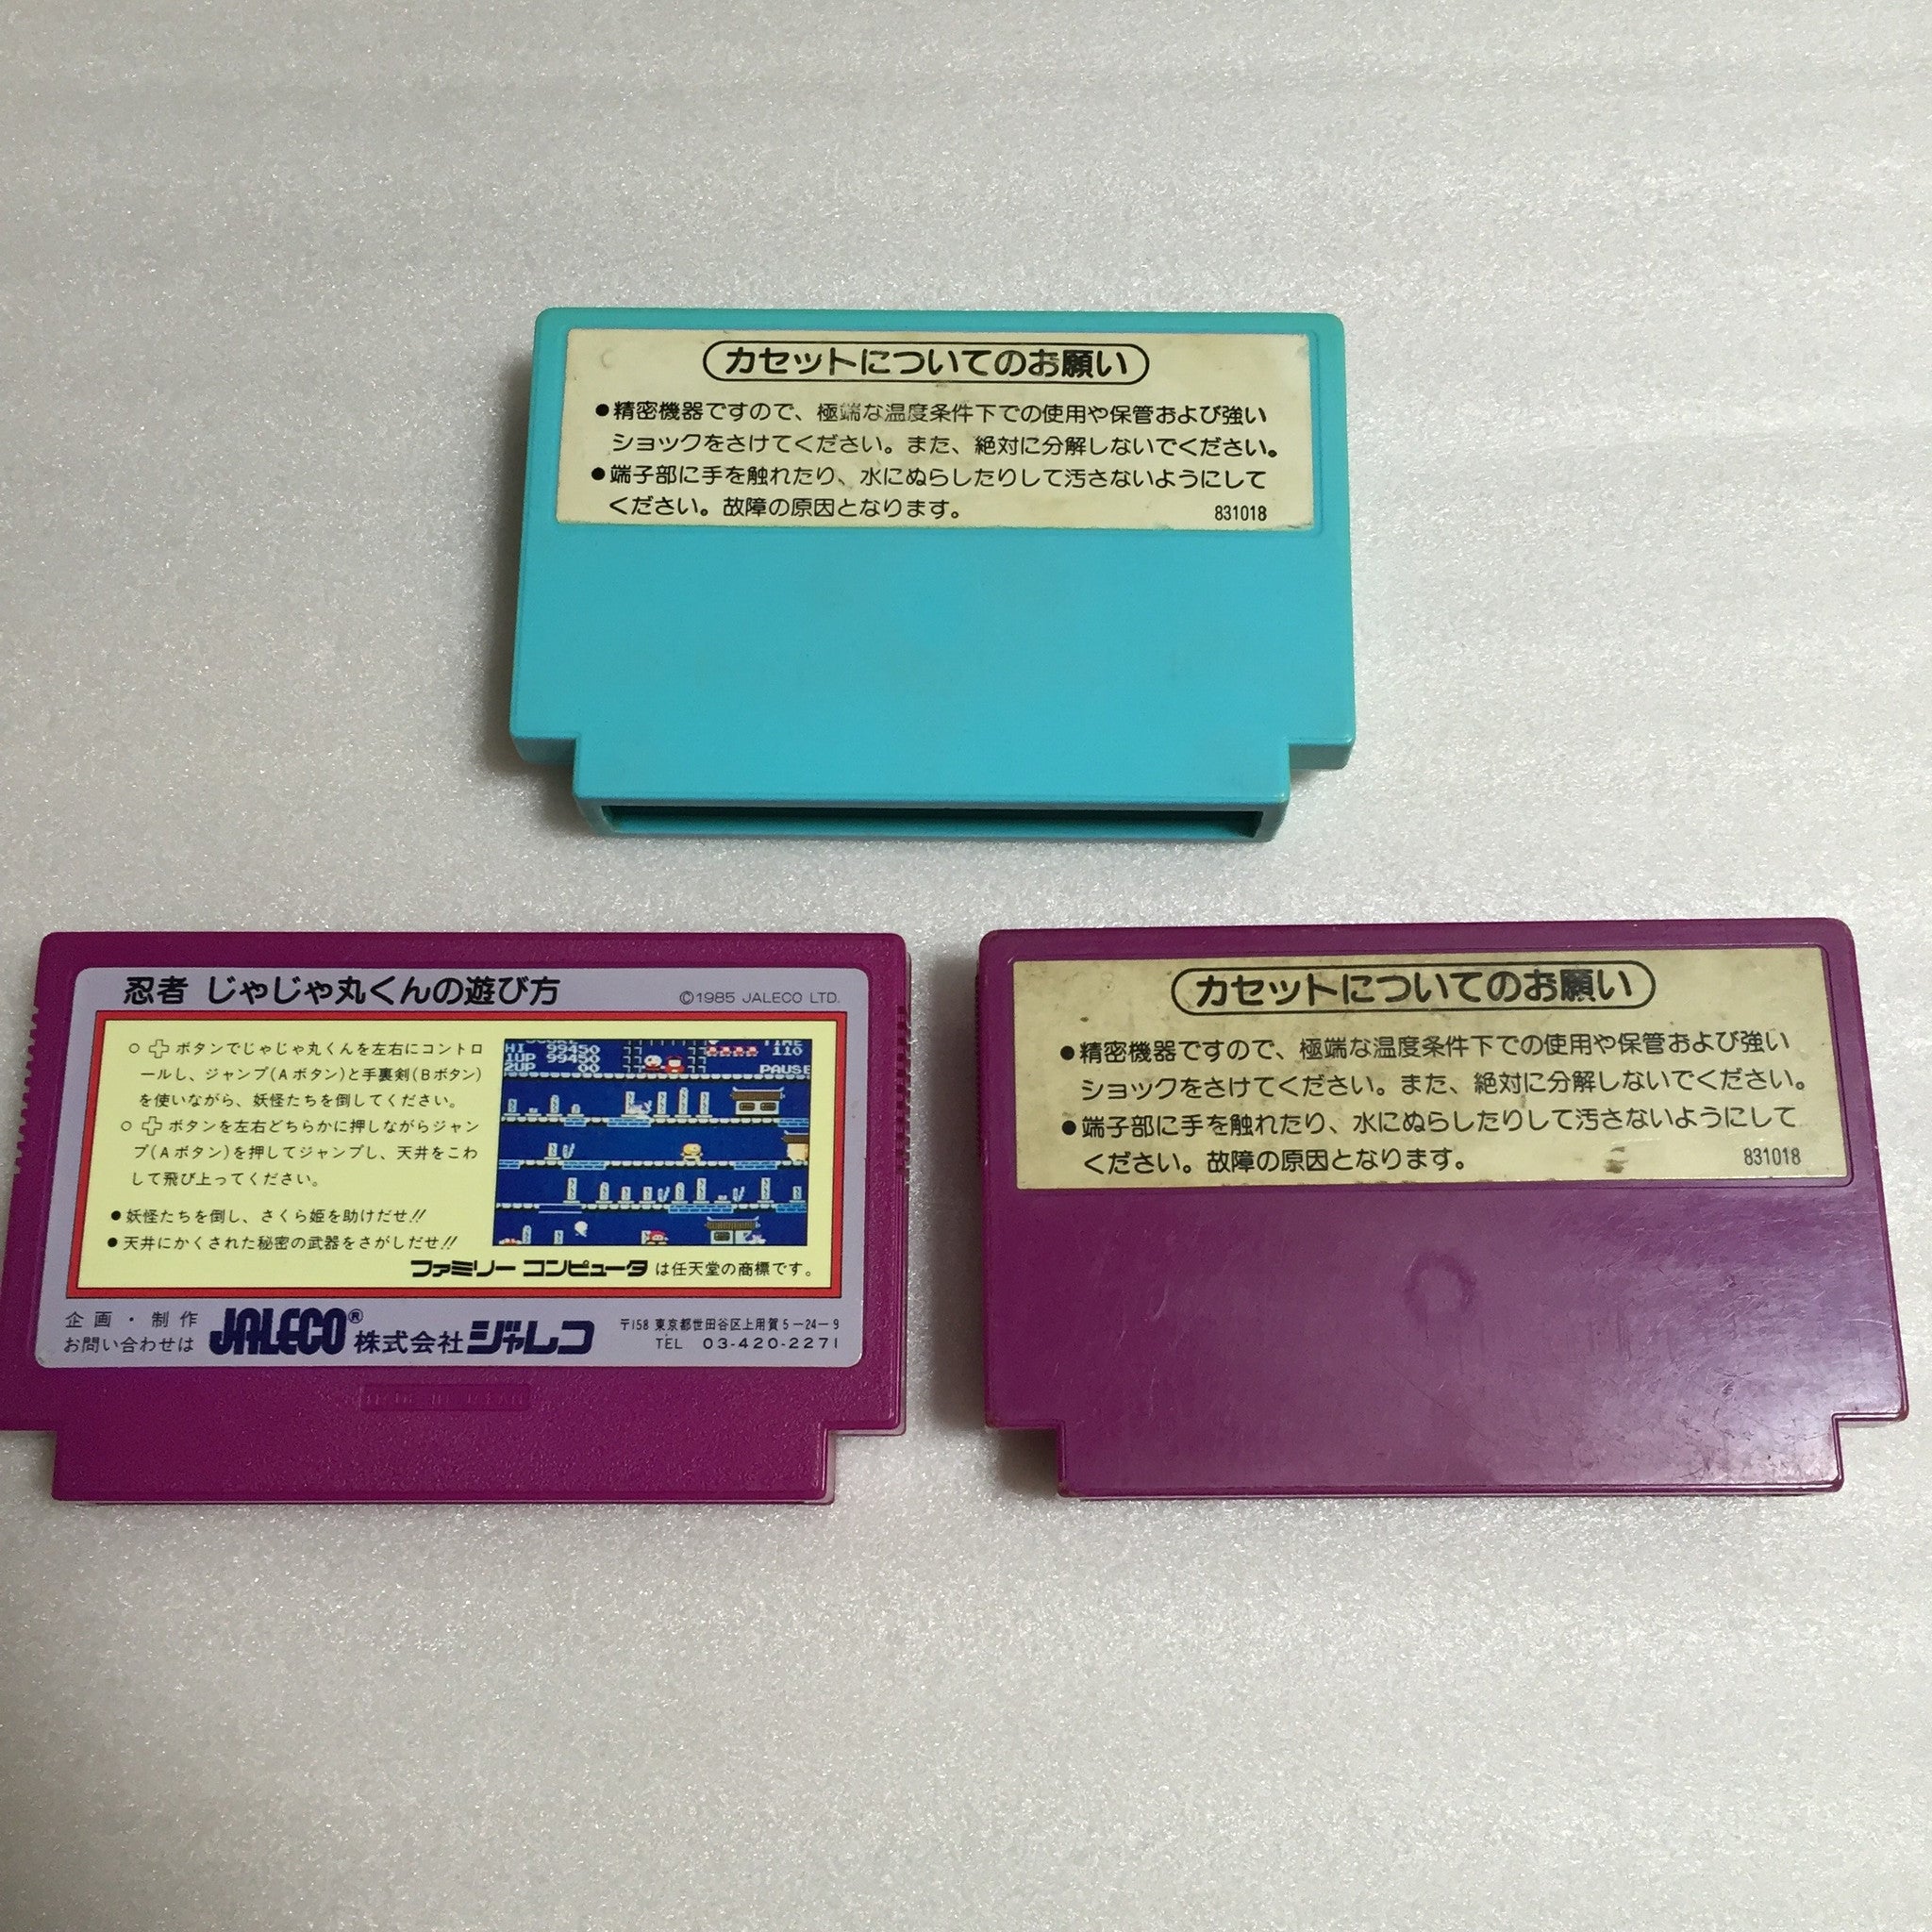 カセットについてのお願い
●精密機器ですので、極端な温度条件下での使用や保管および強い
ショックをさけてください。また、絶対に分解しないでください。
●端子部に手を触れたり、水にぬらしたりして汚さないようにして
ください。故障の原因となります。
831018
忍者 じゃじゃ丸くんの遊び方
©1985 JALECO LTD.
○ボタンでじゃじゃ丸くんを左右にコントロ
ールし、ジャンプ(Aボタン)と手裏剣(Bボタン)
を使いながら、妖怪たちを倒してください。
○ボタンを左右どちらかに押しながらジャン
プ(Aボタン)を押してジャンプし、天井をこわ
して飛び上ってください。
●妖怪たちを倒し、さくら姫を助けだせ!!
●天井にかくされた秘密の武器をさがしだせ!!
HI 99450
1UP 99450
2UP 00
TIME
110
PAUSE
ファミリー コンピュータは任天堂の商標です。
企画・制作
お問い合わせは
JALECO® 株式会社ジャレコ
〒158 東京都世田谷区上用賀5-24-9
TEL 03-420-2271
カセットについてのお願い
●精密機器ですので、極端な温度条件下での使用や保管および強い
ショックをさけてください。また、絶対に分解しないでください。
●端子部に手を触れたり、水にぬらしたりして汚さないようにして
ください。故障の原因となります。
831018